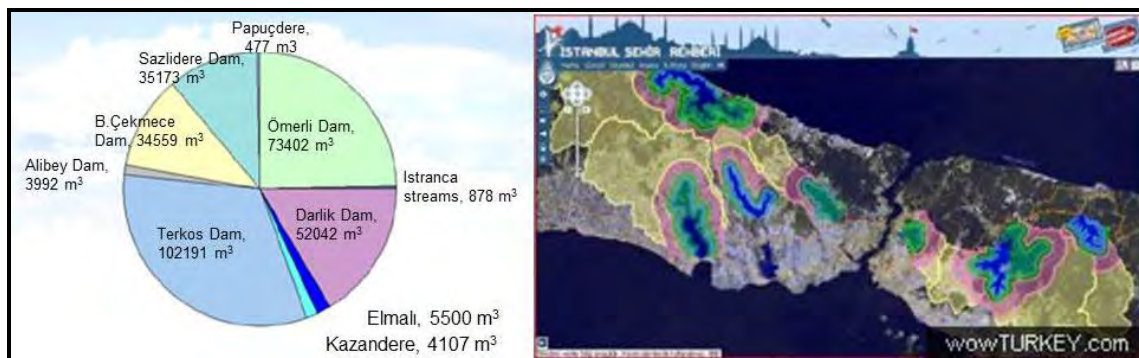 Papuçdere,
477 m3
Sazlidere Dam,
35173 m³
B.Çekmece
Dam, 34559 m³
Alibey Dam,
3992 m³
Terkos Dam,
102191 m³
Ömerli Dam,
73402 m³
Istranca
streams, 878 m³
Darlik Dam,
52042 m³
Elmalı, 5500 m³
Kazandere, 4107 m³
İSTANBUL ŞEHİR REHBERİ
wowTURKEY.com